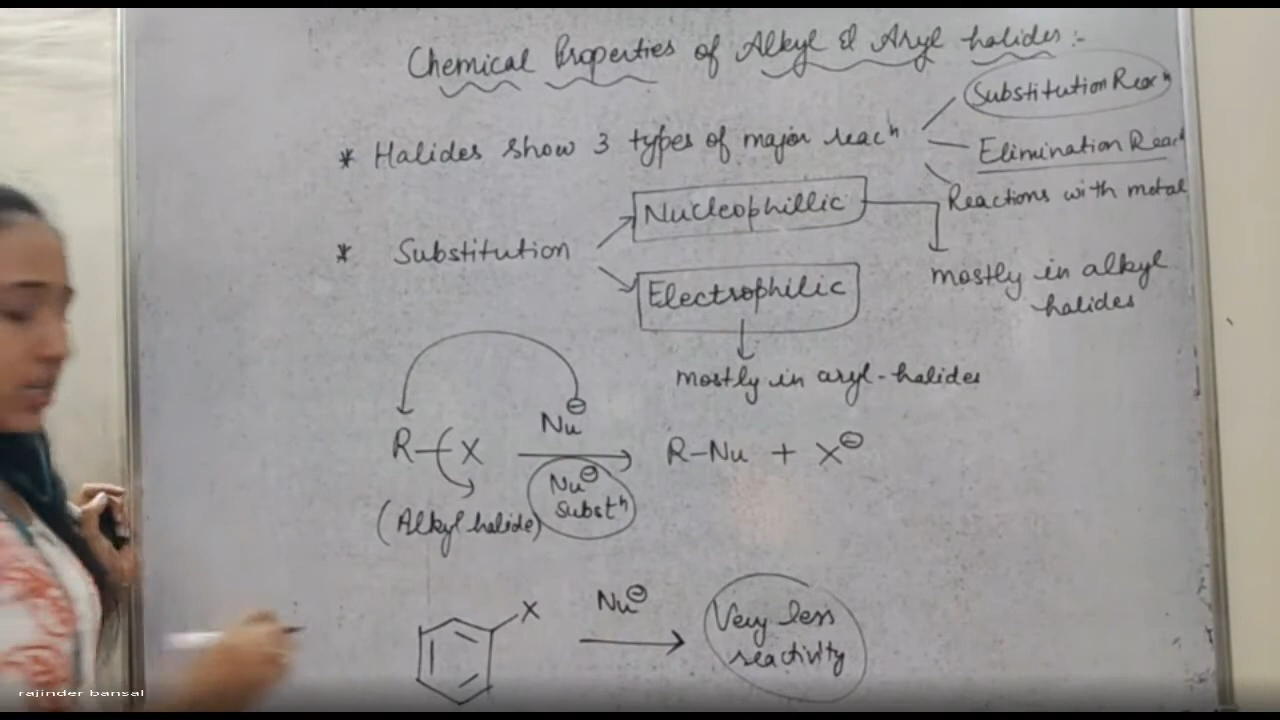 Chemical Properties of Alkyl & Aryl halides :-
Substitution Reacⁿ
* Halides show 3 types of major reacⁿ
Elimination React
Reactions with metal
Nucleophillic
* Substitution
mostly in alkyl
halides
Electrophilic
mostly in aryl-halides
Nu⊖
R-X → R-Nu + X⊖
Nu⊖
Substⁿ
(Alkyl halide)
X
Nu⊖
Very less
reactivity
rajinder bansal